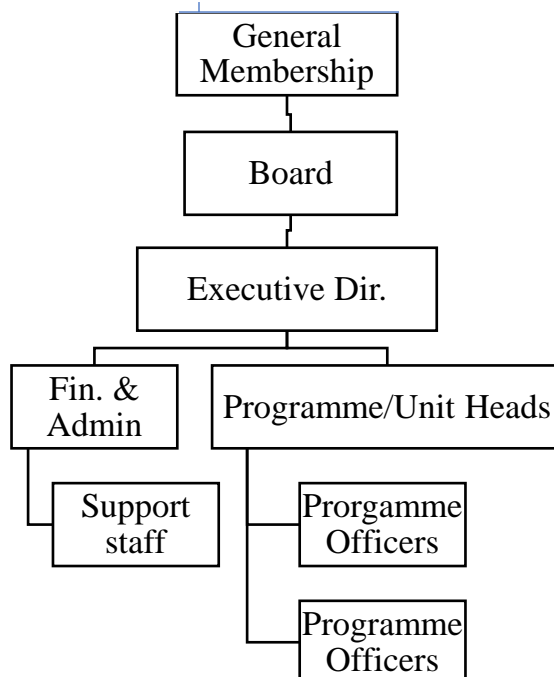 General
Membership
Board
Executive Dir.
Fin. &
Admin
Programme/Unit Heads
Support
staff
Prorgamme
Officers
Programme
Officers